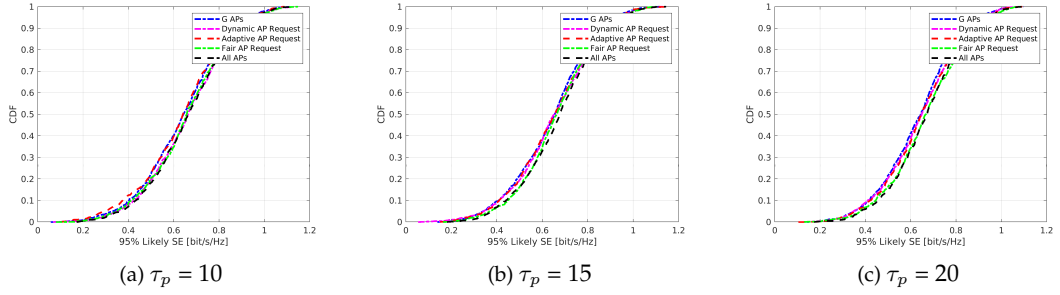 1
0.9
0.8
0.7
0.6
0.5
0.4
0.3
0.2
0.1
0
CDF
G APs
Dynamic AP Request
Adaptive AP Request
Fair AP Request
All APs
0 0.2 0.4 0.6 0.8 1 1.2
95% Likely SE [bit/s/Hz]
(a) τp = 10
1
0.9
0.8
0.7
0.6
0.5
0.4
0.3
0.2
0.1
0
CDF
G APs
Dynamic AP Request
Adaptive AP Request
Fair AP Request
All APs
0 0.2 0.4 0.6 0.8 1 1.2
95% Likely SE [bit/s/Hz]
(b) τp = 15
1
0.9
0.8
0.7
0.6
0.5
0.4
0.3
0.2
0.1
0
CDF
G APs
Dynamic AP Request
Adaptive AP Request
Fair AP Request
All APs
0 0.2 0.4 0.6 0.8 1 1.2
95% Likely SE [bit/s/Hz]
(c) τp = 20